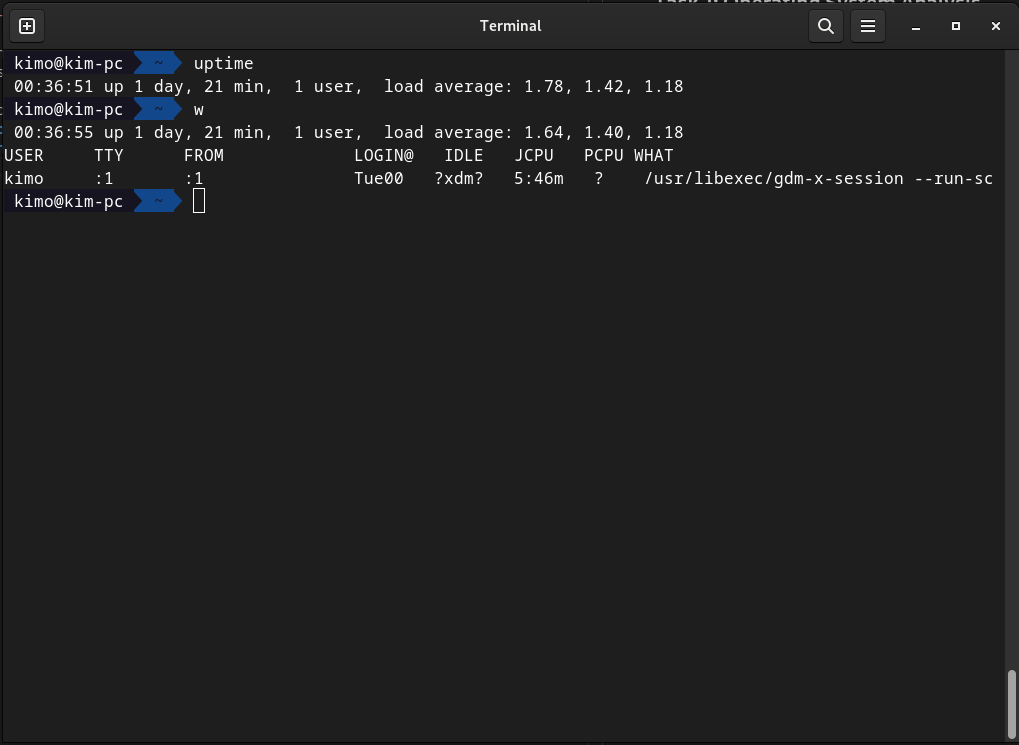 Terminal
kimo@kim-pc ~ uptime
 00:36:51 up 1 day, 21 min,  1 user,  load average: 1.78, 1.42, 1.18
kimo@kim-pc ~ w
 00:36:55 up 1 day, 21 min,  1 user,  load average: 1.64, 1.40, 1.18
USER     TTY      FROM             LOGIN@   IDLE   JCPU   PCPU WHAT
kimo     :1       :1               Tue00   ?xdm?   5:46m   ?    /usr/libexec/gdm-x-session --run-sc
kimo@kim-pc ~